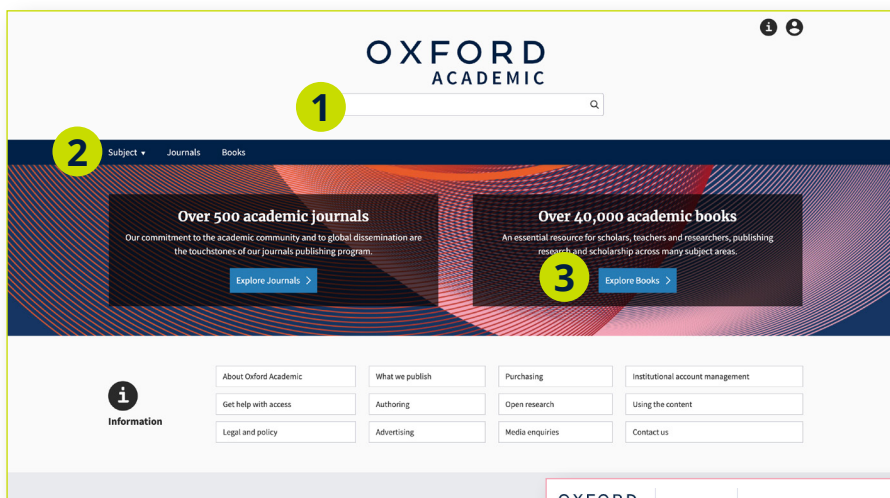 OXFORD
ACADEMIC
1
2
Subject
Journals
Books
Over 500 academic journals
Our commitment to the academic community and to global dissemination are
the touchstones of our journals publishing program.
Explore Journals
Over 40,000 academic books
An essential resource for scholars, teachers and researchers, publishing
research and scholarship across many subject areas.
3
Explore Books
Information
About Oxford Academic
What we publish
Purchasing
Institutional account management
Get help with access
Authoring
Open research
Using the content
Legal and policy
Advertising
Media enquiries
Contact us
OXFORD